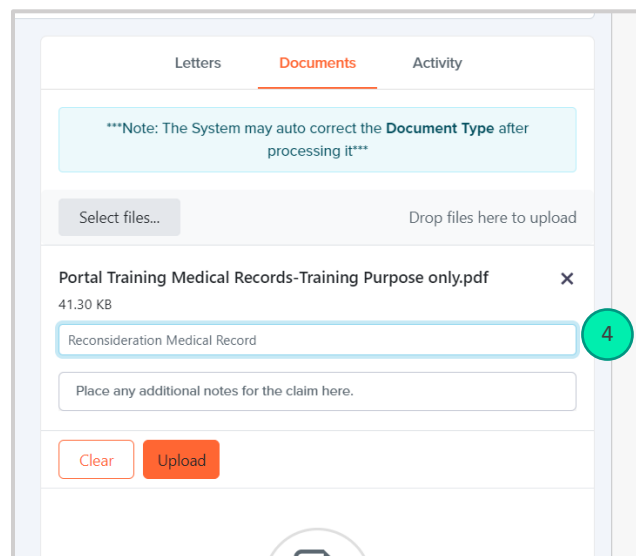 Letters Documents Activity
***Note: The System may auto correct the Document Type after
processing it***
Select files... Drop files here to upload
Portal Training Medical Records-Training Purpose only.pdf ×
41.30 KB
Reconsideration Medical Record
4
Place any additional notes for the claim here.
Clear Upload